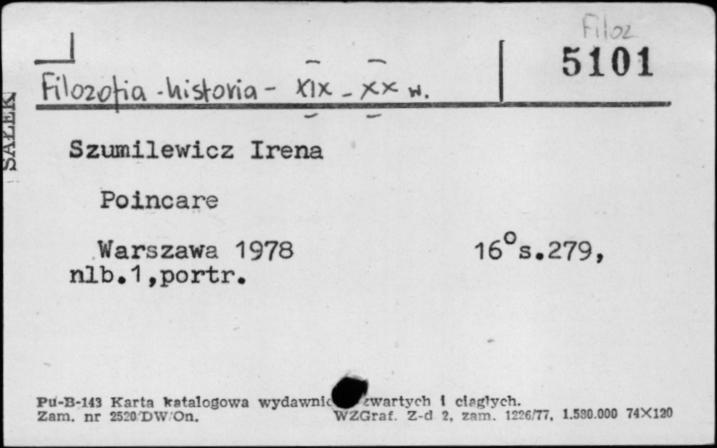 Filoz
5101
Filozofia - historia - XIX - XX w.
SAŁEK
Szumilewicz Irena
Poincare
Warszawa 1978 16° s.279,
nlb.1,portr.
Pu-B-143 Karta katalogowa wydawnic zwartych i ciągłych.
Zam. nr 2520/DW/On. WZGraf. Z-d 2, zam. 1226/77, 1.580.000 74X120